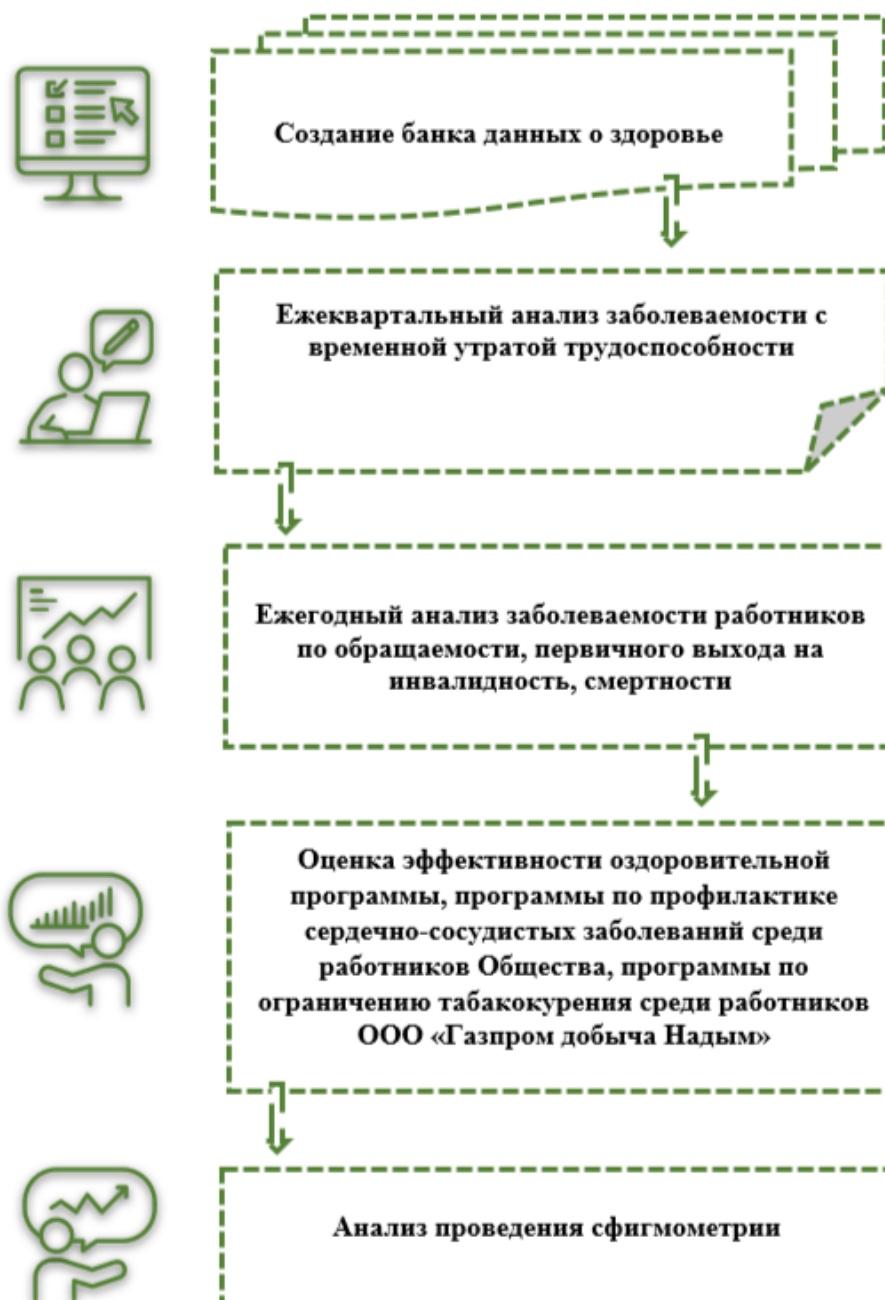 Создание банка данных о здоровье
Ежеквартальный анализ заболеваемости с
временной утратой трудоспособности
Ежегодный анализ заболеваемости работников
по обращаемости, первичного выхода на
инвалидность, смертности
Оценка эффективности оздоровительной
программы, программы по профилактике
сердечно-сосудистых заболеваний среди
работников Общества, программы по
ограничению табакокурения среди работников
ООО «Газпром добыча Надым»
Анализ проведения сфигмометрии